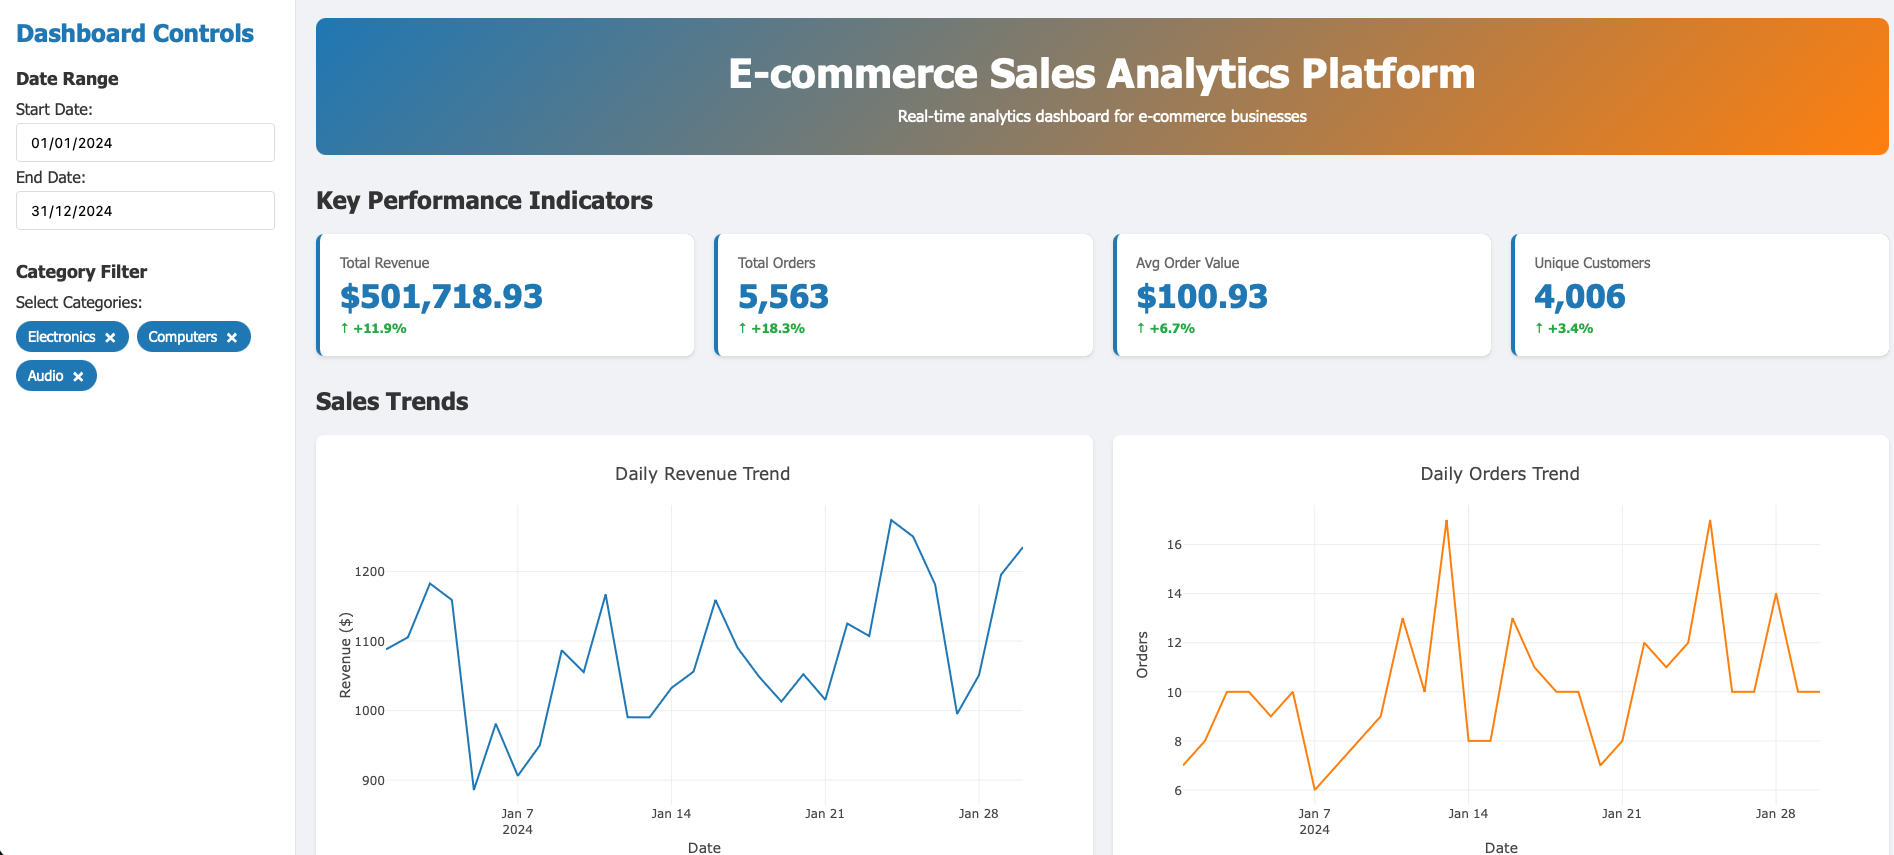 Dashboard Controls
Date Range
Start Date:
01/01/2024
End Date:
31/12/2024
Category Filter
Select Categories:
Electronics ×
Computers ×
Audio ×
E-commerce Sales Analytics Platform
Real-time analytics dashboard for e-commerce businesses
Key Performance Indicators
Total Revenue
$501,718.93
↑ +11.9%
Total Orders
5,563
↑ +18.3%
Avg Order Value
$100.93
↑ +6.7%
Unique Customers
4,006
↑ +3.4%
Sales Trends
Daily Revenue Trend
Revenue ($)
1200
1100
1000
900
Jan 7
2024
Jan 14
Jan 21
Jan 28
Date
Daily Orders Trend
Orders
16
14
12
10
8
6
Jan 7
2024
Jan 14
Jan 21
Jan 28
Date